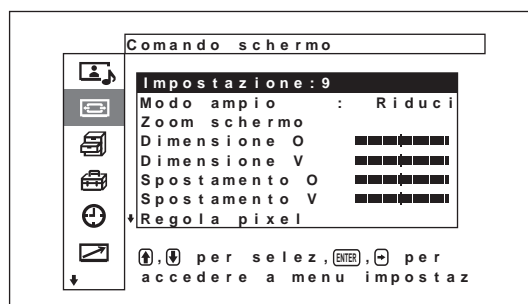 Comando schermo
Impostazione:9
Modo ampio : Riduci
Zoom schermo
Dimensione O
Dimensione V
Spostamento O
Spostamento V
Regola pixel
, per selez, ENTER , per
accedere a menu impostaz